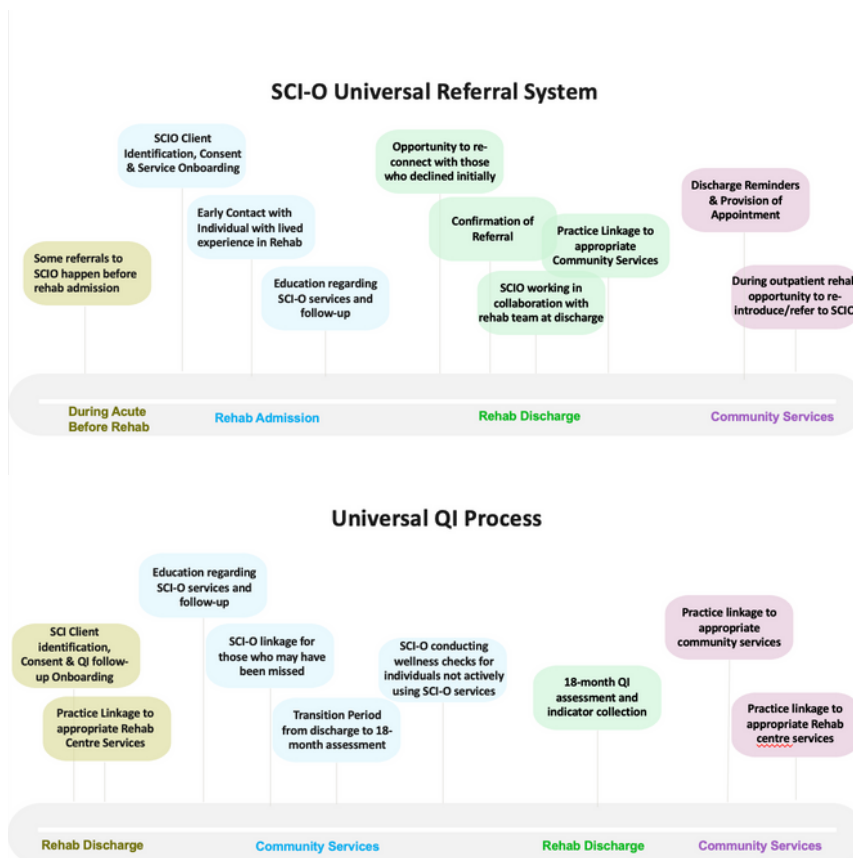 SCI-O Universal Referral System
SCIO Client
Identification, Consent
& Service Onboarding
Opportunity to re-
connect with those
who declined initially
Discharge Reminders
& Provision of
Appointment
Early Contact with
Individual with lived
experience in Rehab
Confirmation of
Referral
Practice Linkage to
appropriate
Community Services
Some referrals to
SCIO happen before
rehab admission
Education regarding
SCI-O services and
follow-up
SCIO working in
collaboration with
rehab team at discharge
During outpatient rehab
opportunity to re-
introduce/refer to SCIO
During Acute
Before Rehab
Rehab Admission
Rehab Discharge
Community Services
Universal QI Process
Education regarding
SCI-O services and
follow-up
SCI Client
identification,
Consent & QI follow-
up Onboarding
SCI-O linkage for
those who may have
been missed
SCI-O conducting
wellness checks for
individuals not actively
using SCI-O services
Practice linkage to
appropriate
community services
18-month QI
assessment and
indicator collection
Practice Linkage to
appropriate Rehab
Centre Services
Transition Period
from discharge to 18-
month assessment
Practice linkage to
appropriate Rehab
centre services
Rehab Discharge
Community Services
Rehab Discharge
Community Services